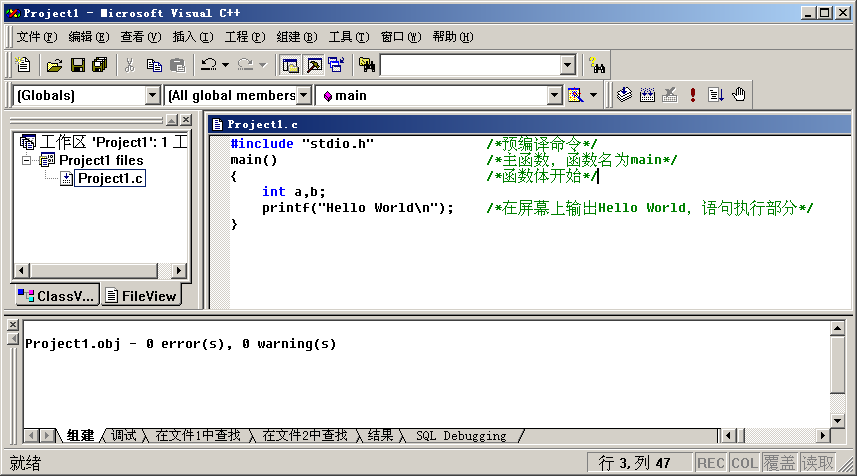 Project1 - Microsoft Visual C++
文件(F) 编辑(E) 查看(V) 插入(I) 工程(P) 组建(B) 工具(T) 窗口(W) 帮助(H)
(Globals) (All global members main
Project1.c
工作区 'Project1': 1 工
Project1 files
Project1.c
ClassV... FileView
#include "stdio.h" /*预编译命令*/
main() /*主函数，函数名为main*/
{ /*函数体开始*/
int a,b;
printf("Hello World\n"); /*在屏幕上输出Hello World，语句执行部分*/
}
Project1.obj - 0 error(s), 0 warning(s)
组建 调试 在文件1中查找 在文件2中查找 结果 SQL Debugging
就绪 行 3,列 47 REC COL 覆盖 读取